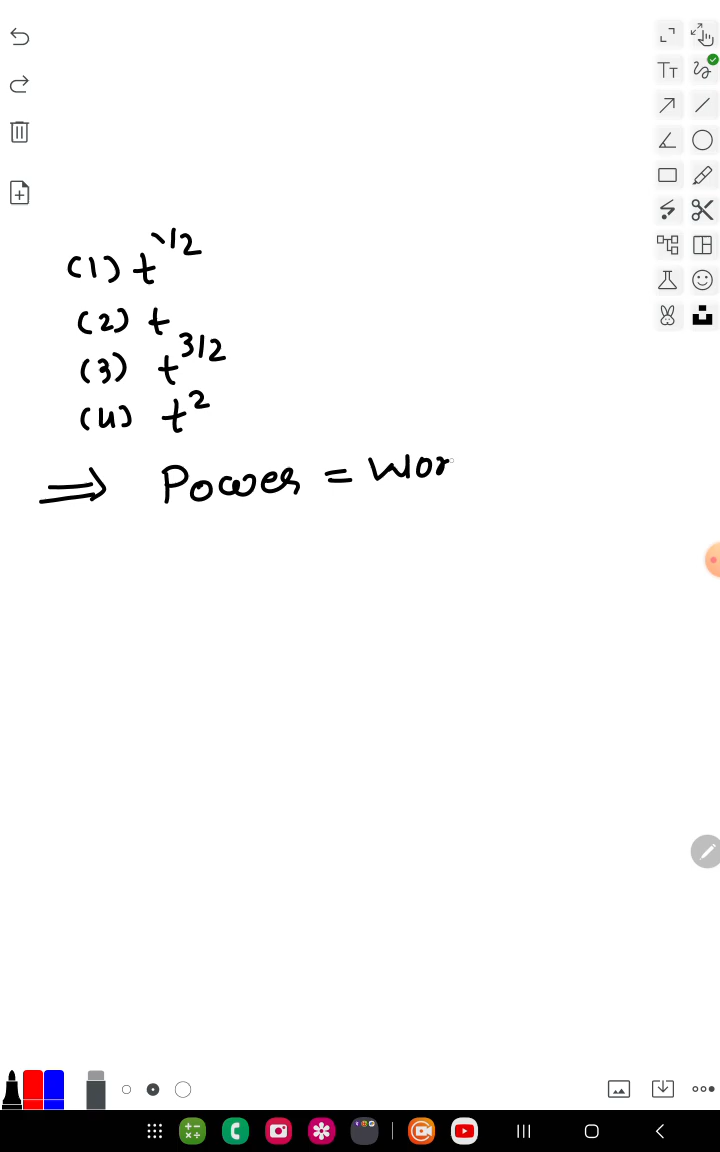 (1) t^1/2
(2) t
(3) t^3/2
(4) t^2
⇒ Power = Wor